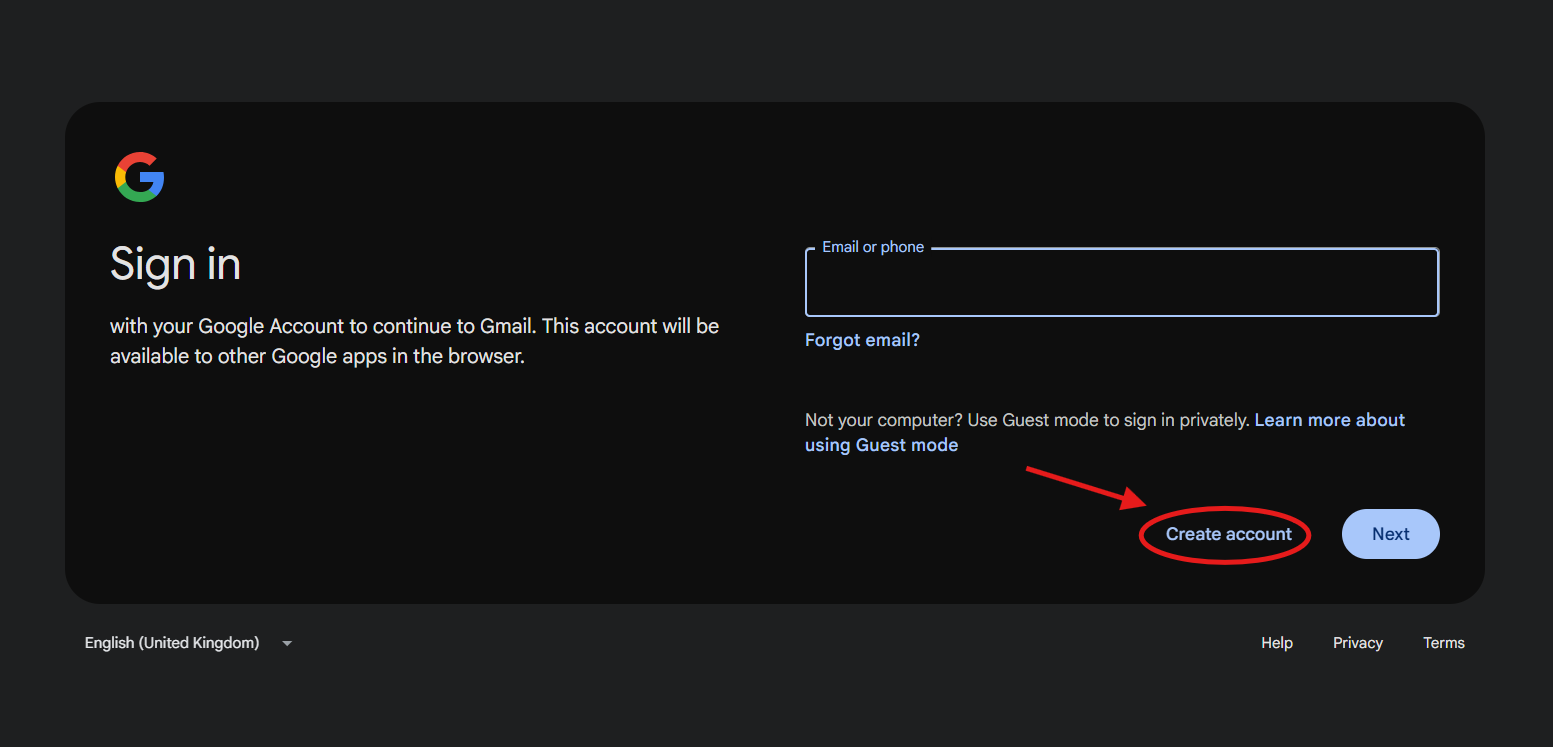 Sign in
with your Google Account to continue to Gmail. This account will be
available to other Google apps in the browser.
Email or phone
Forgot email?
Not your computer? Use Guest mode to sign in privately. Learn more about
using Guest mode
Create account
Next
English (United Kingdom)
Help
Privacy
Terms